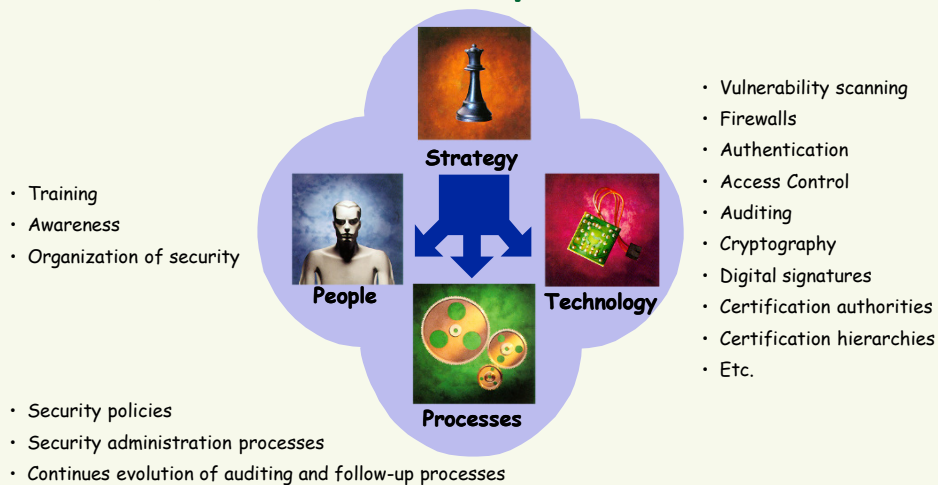 Strategy
People
Technology
Processes
• Training
• Awareness
• Organization of security
• Vulnerability scanning
• Firewalls
• Authentication
• Access Control
• Auditing
• Cryptography
• Digital signatures
• Certification authorities
• Certification hierarchies
• Etc.
• Security policies
• Security administration processes
• Continues evolution of auditing and follow-up processes